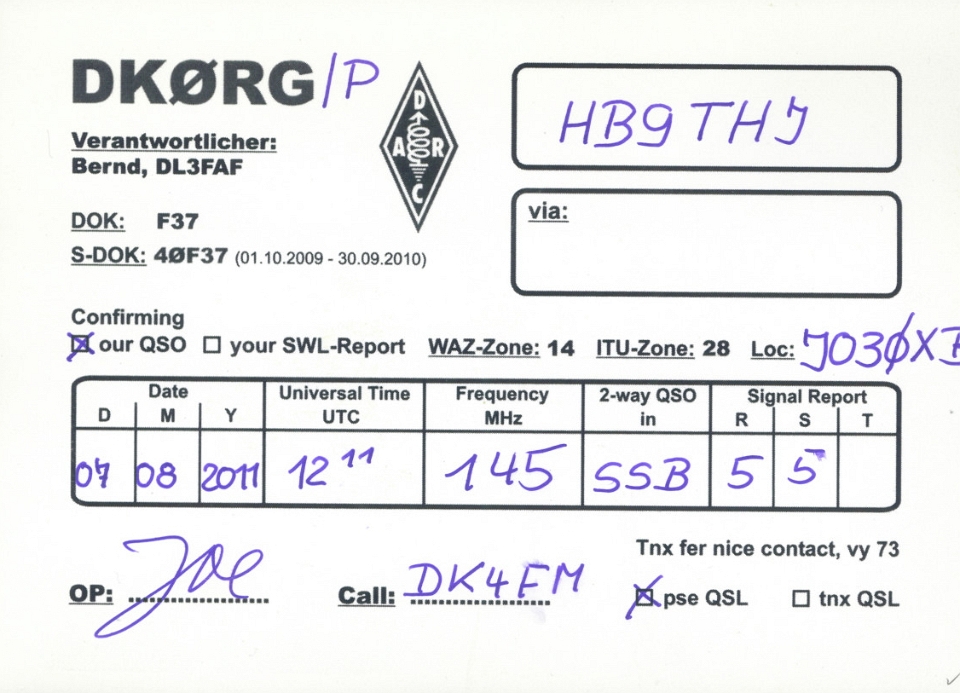 DKØRG/P
Verantwortlicher:
Bernd, DL3FAF
DARC
HB9THJ
DOK: F37
S-DOK: 4ØF37 (01.10.2009 - 30.09.2010)
via:
Confirming
our QSO your SWL-Report WAZ-Zone: 14 ITU-Zone: 28 Loc: JO3ØXE
Date Universal Time Frequency 2-way QSO Signal Report
D M Y UTC MHz in R S T
07 08 2011 12 11 145 SSB 5 5
Tnx fer nice contact, vy 73
OP: Joe Call: DK4FM pse QSL tnx QSL